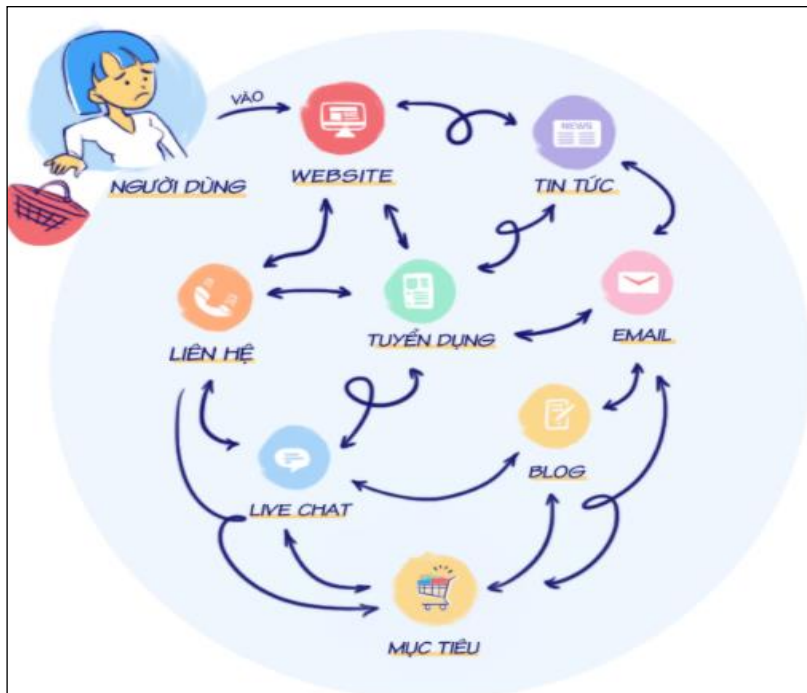 VÀO
NEWS
NGƯỜI DÙNG
WEBSITE
TIN TỨC
LIÊN HỆ
TUYỂN DỤNG
EMAIL
BLOG
LIVE CHAT
MỤC TIÊU